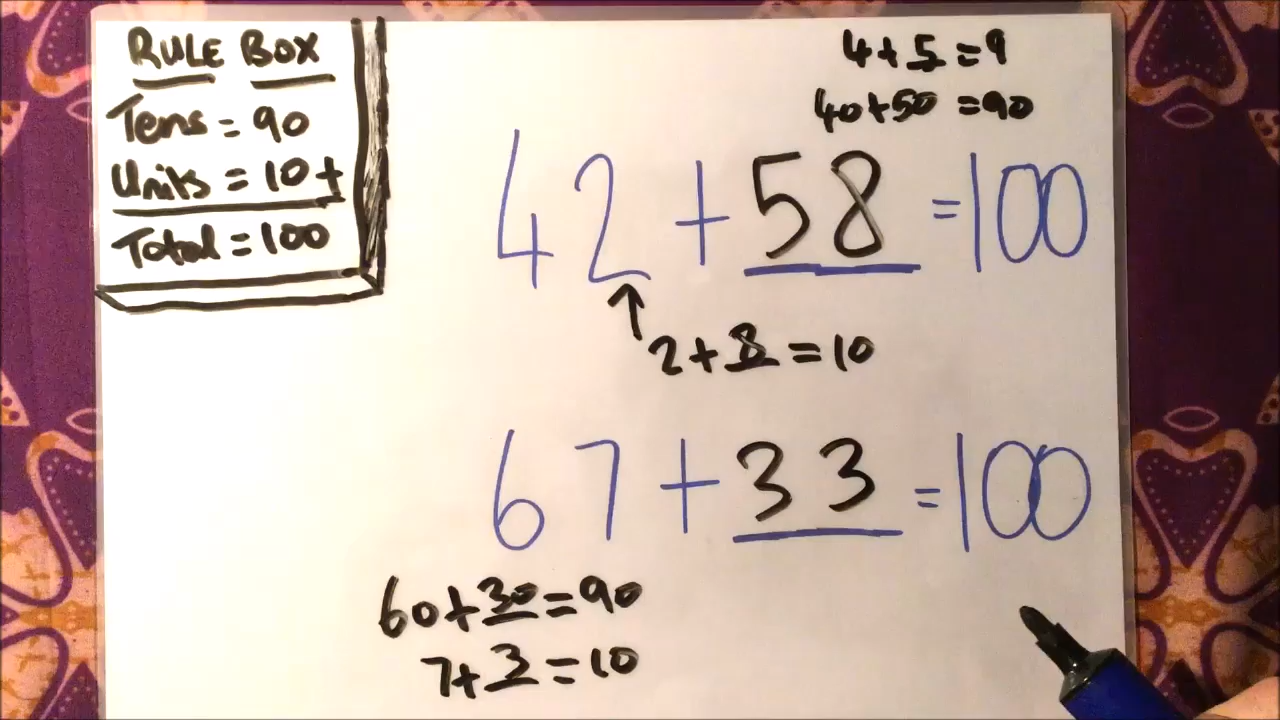 RULE BOX
Tens = 90
Units = 10 +
Total = 100
4 + 5 = 9
40 + 50 = 90
42 + 58 = 100
2 + 8 = 10
67 + 33 = 100
60 + 30 = 90
7 + 3 = 10